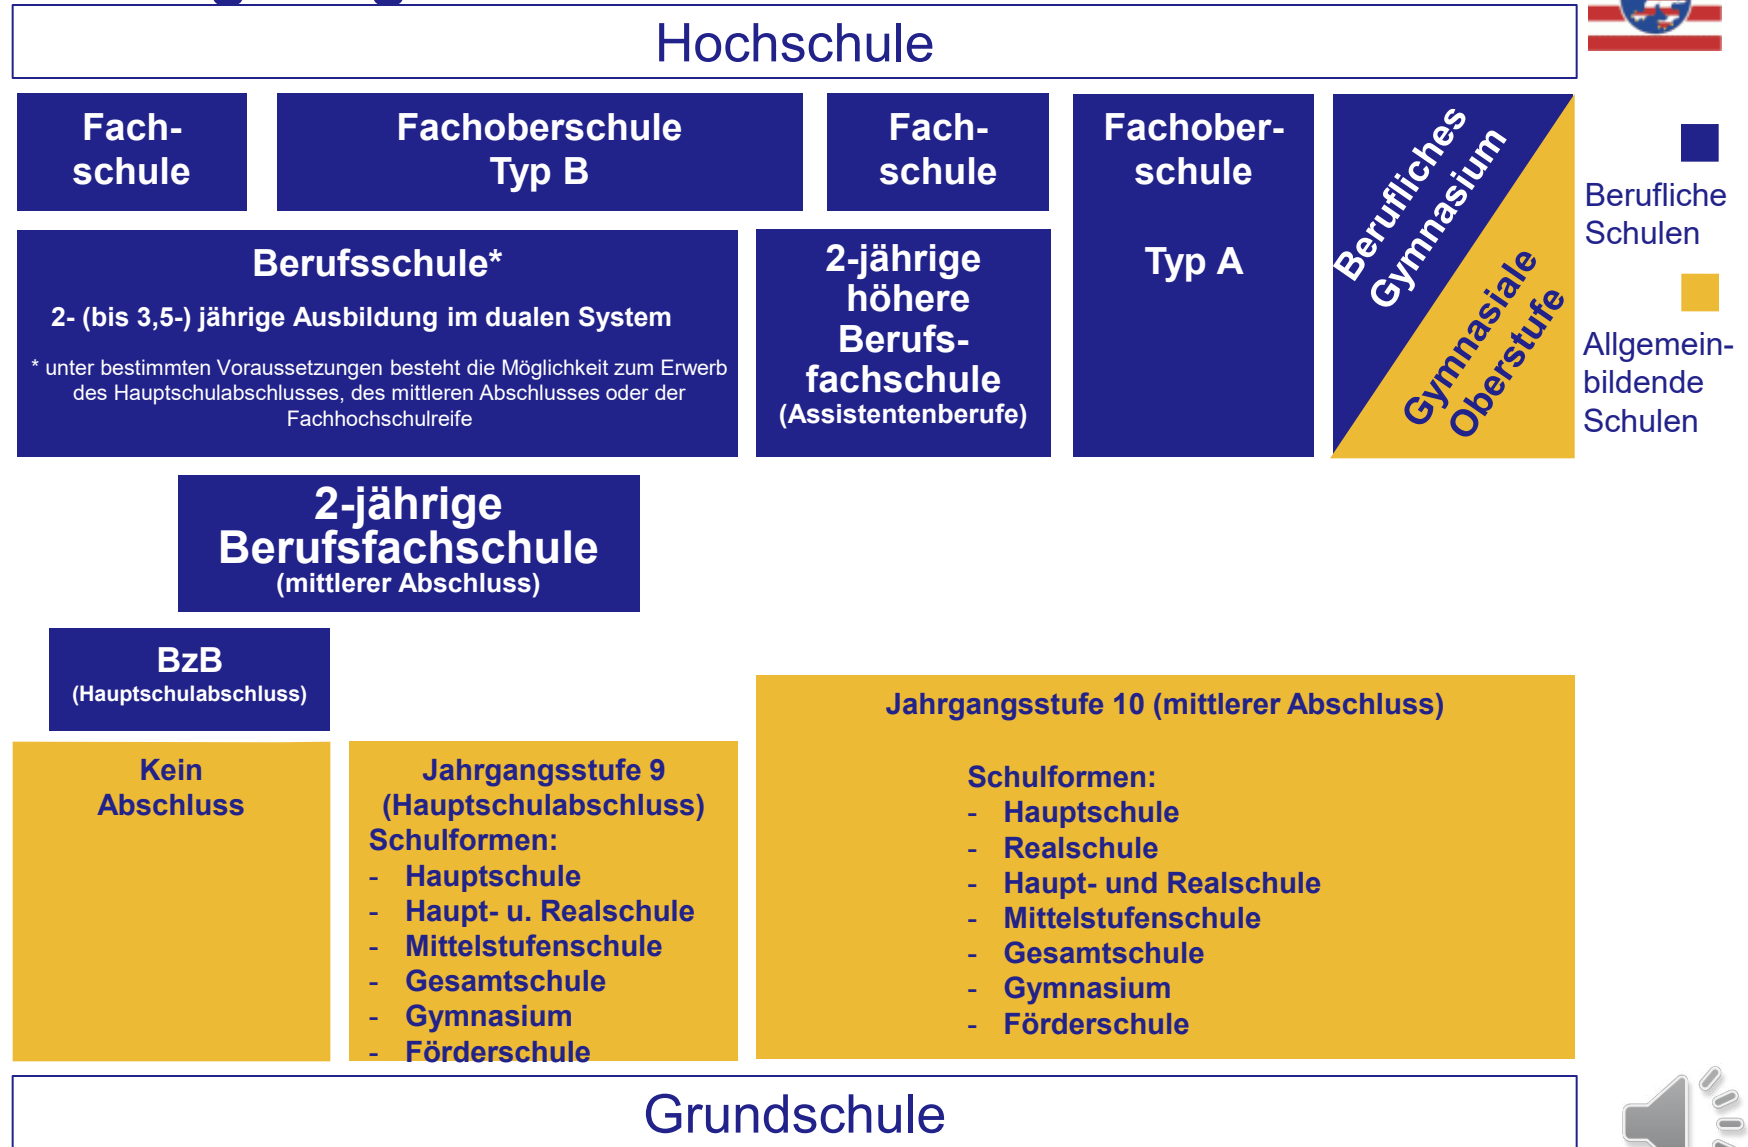 Hochschule
Fach-
schule
Fachoberschule
Typ B
Fach-
schule
Fachober-
schule
Typ A
Berufliches
Gymnasium
Gymnasiale
Oberstufe
Berufliche
Schulen
Allgemein-
bildende
Schulen
Berufsschule*
2- (bis 3,5-) jährige Ausbildung im dualen System
* unter bestimmten Voraussetzungen besteht die Möglichkeit zum Erwerb
des Hauptschulabschlusses, des mittleren Abschlusses oder der
Fachhochschulreife
2-jährige
höhere
Berufs-
fachschule
(Assistentenberufe)
2-jährige
Berufsfachschule
(mittlerer Abschluss)
BzB
(Hauptschulabschluss)
Kein
Abschluss
Jahrgangsstufe 9
(Hauptschulabschluss)
Schulformen:
- Hauptschule
- Haupt- u. Realschule
- Mittelstufenschule
- Gesamtschule
- Gymnasium
- Förderschule
Jahrgangsstufe 10 (mittlerer Abschluss)
Schulformen:
- Hauptschule
- Realschule
- Haupt- und Realschule
- Mittelstufenschule
- Gesamtschule
- Gymnasium
- Förderschule
Grundschule